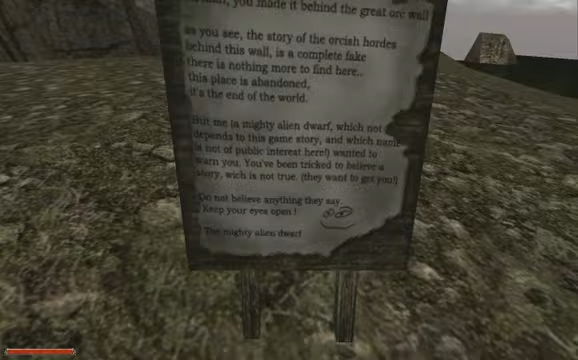 you made it behind the great orc wall
as you see, the story of the orcish hordes
behind this wall, is a complete fake
there is nothing more to find here..
this place is abandoned,
it's the end of the world.
But me (a mighty alien dwarf, which not
depends to this game story, and which name
is not of public interest here!) wanted to
warn you. You've been tricked to believe a
story, wich is not true. (they want to get you!)
Do not believe anything they say.
Keep your eyes open !
The mighty alien dwarf